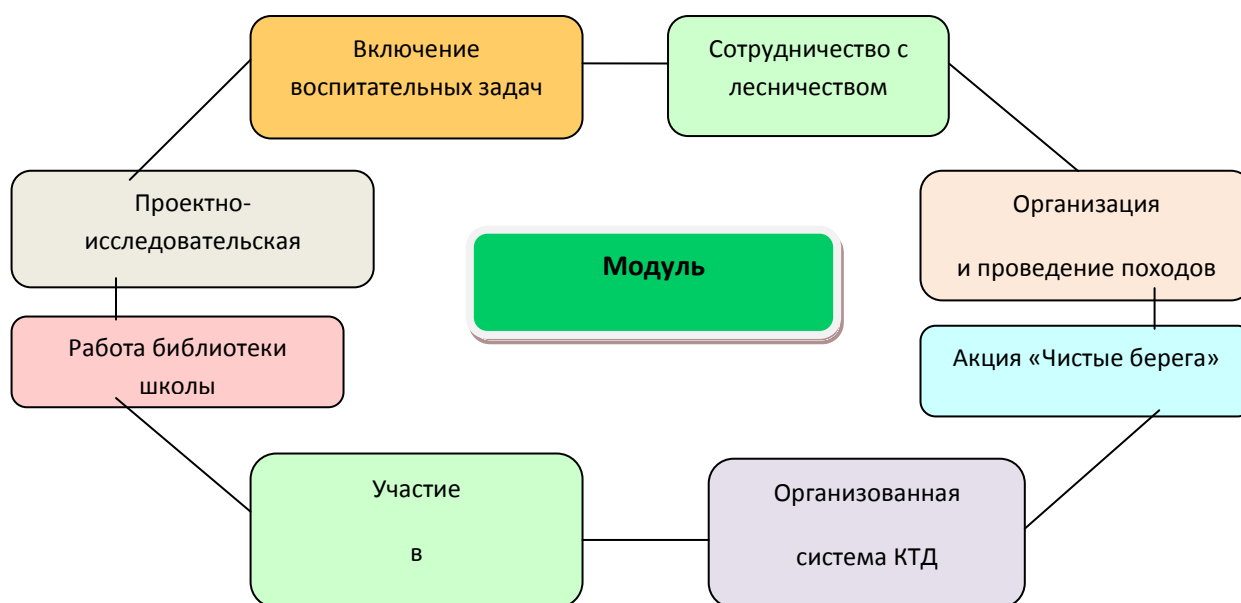 Включение
воспитательных задач
Сотрудничество с
лесничеством
Проектно-
исследовательская
Организация
и проведение походов
Модуль
Работа библиотеки
школы
Акция «Чистые берега»
Участие
в
Организованная
система КТД